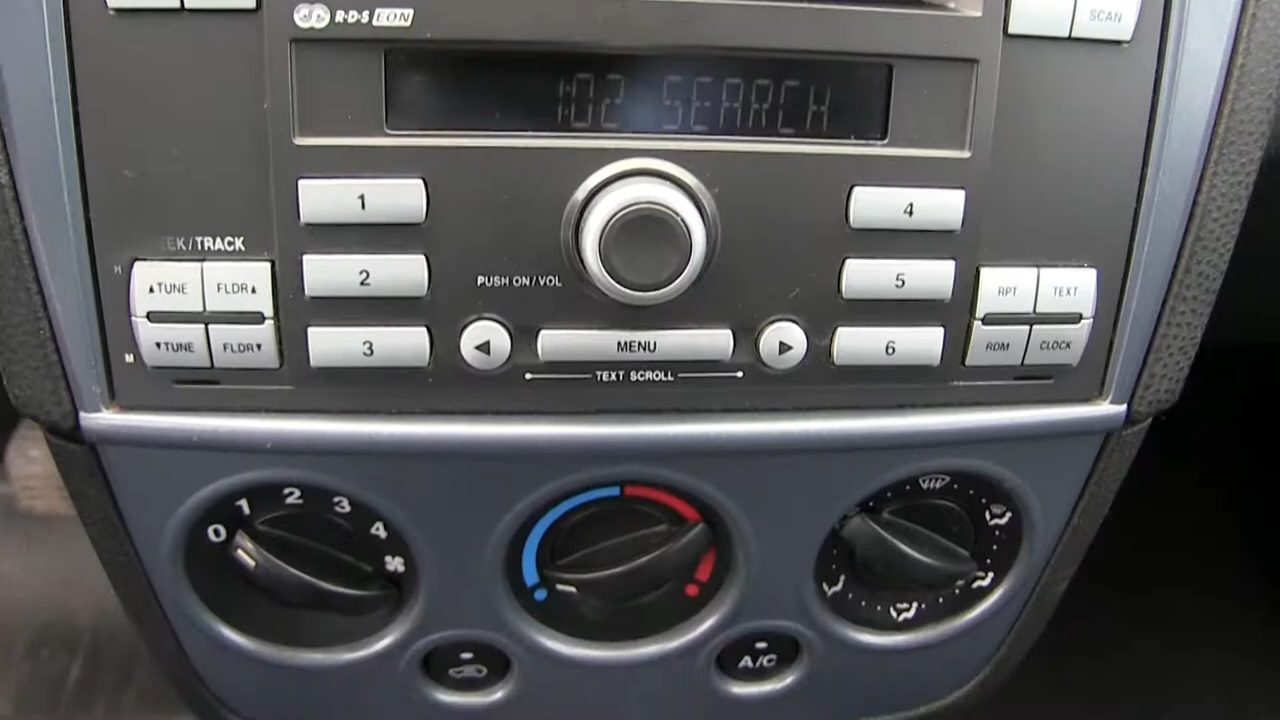 R·D·S EON
SCAN
1:02 SEARCH
1
4
EK/TRACK
▲TUNE FLDR▲
2
PUSH ON/VOL
5
RPT TEXT
▼TUNE FLDR▼
3
◀ MENU ▶
6
RDM CLOCK
TEXT SCROLL
0 1 2 3 4
A/C